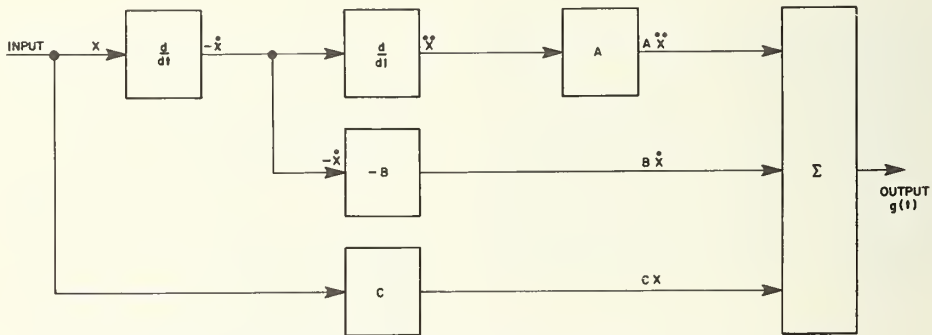 INPUT
X
d
dt
-ẋ
d
dt
ẍ
A
Aẍ
-ẋ
-B
Bẋ
Σ
OUTPUT
g(t)
C
CX